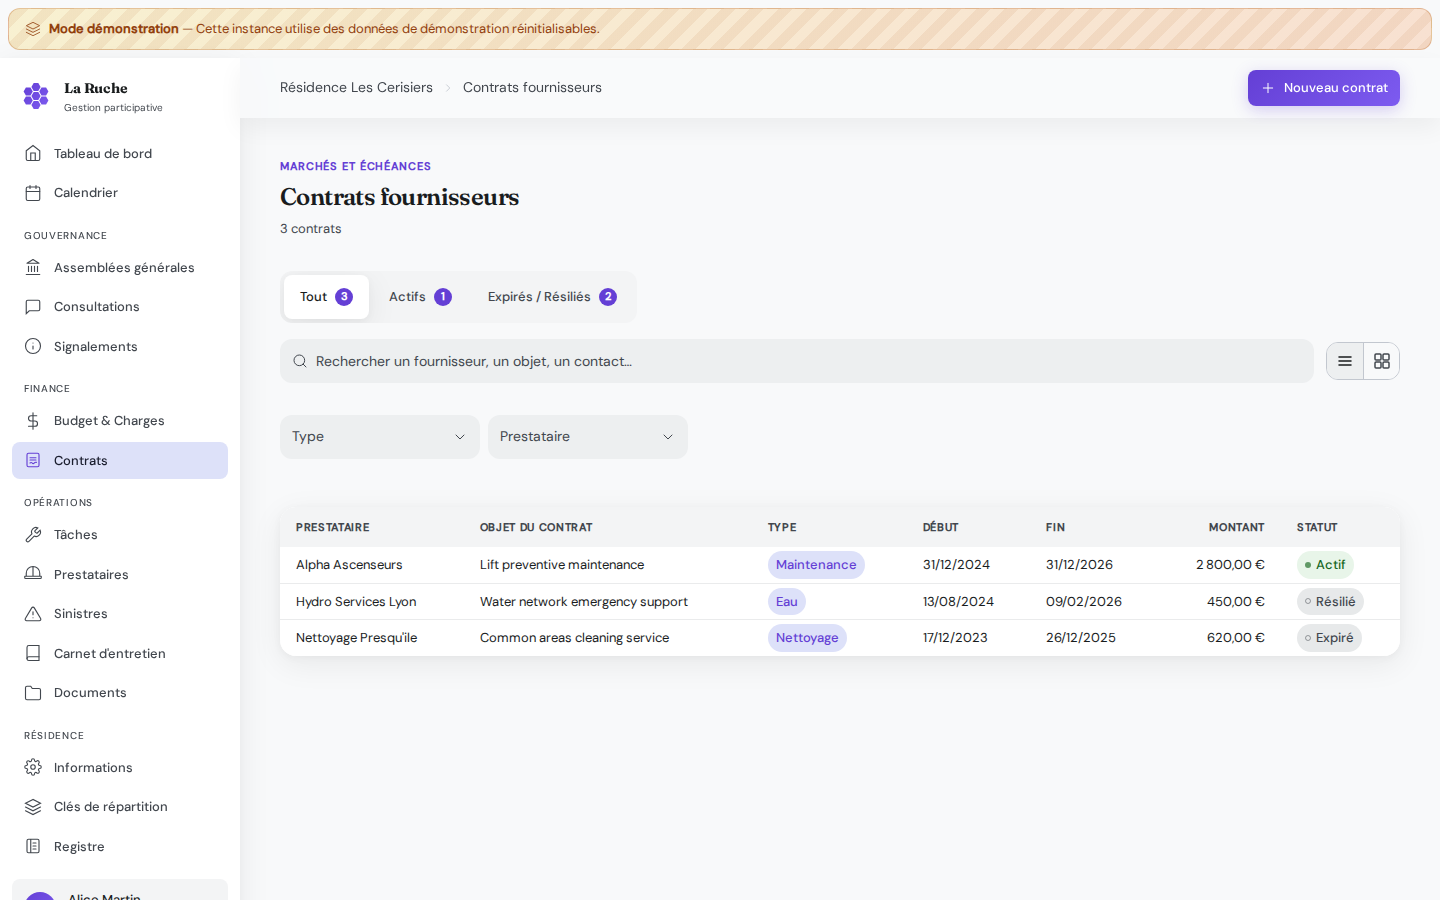 Mode démonstration — Cette instance utilise des données de démonstration réinitialisables.
La Ruche
Gestion participative
Tableau de bord
Calendrier
GOUVERNANCE
Assemblées générales
Consultations
Signalements
FINANCE
Budget & Charges
Contrats
OPÉRATIONS
Tâches
Prestataires
Sinistres
Carnet d'entretien
Documents
RÉSIDENCE
Informations
Clés de répartition
Registre
Alice Martin
Résidence Les Cerisiers > Contrats fournisseurs
Nouveau contrat
MARCHÉS ET ÉCHÉANCES
Contrats fournisseurs
3 contrats
Tout 3 Actifs 1 Expirés / Résiliés 2
Rechercher un fournisseur, un objet, un contact...
Type Prestataire
PRESTATAIRE OBJET DU CONTRAT TYPE DÉBUT FIN MONTANT STATUT
Alpha Ascenseurs Lift preventive maintenance Maintenance 31/12/2024 31/12/2026 2 800,00 € Actif
Hydro Services Lyon Water network emergency support Eau 13/08/2024 09/02/2026 450,00 € Résilié
Nettoyage Presqu'ile Common areas cleaning service Nettoyage 17/12/2023 26/12/2025 620,00 € Expiré